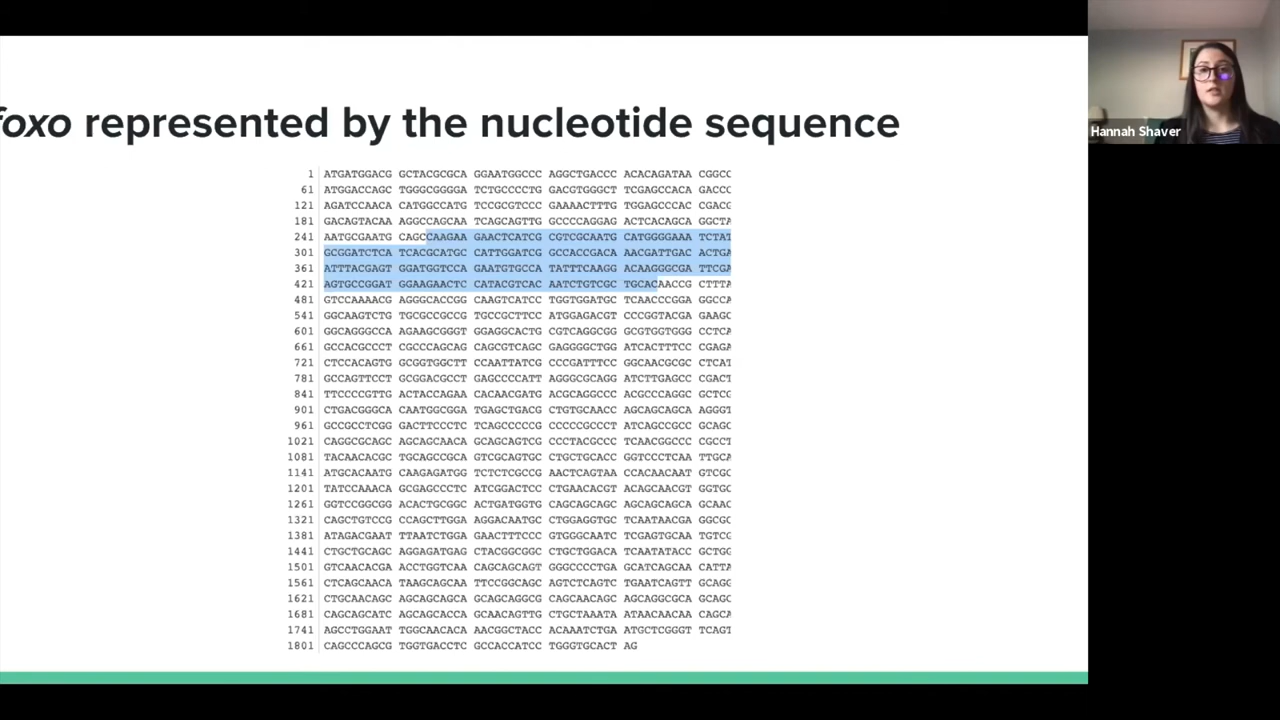 foxo represented by the nucleotide sequence
Hannah Shaver
1 ATGATGGACG GCTACGCGCA GGAATGGCCC AGGCTGACCC ACACAGATAA CGGCC
61 ATGGACCAGC TGGGCGGGGA TCTGCCCCTG GACGTGGGCT TCGAGCCACA GACCC
121 AGATCCAACA CATGGCCATG TCCGCGTCCC GAAAACTTTG TGGAGCCCAC CGACG
181 GACAGTACAA AGGCCAGCAA TCAGCAGTTG GCCCCAGGAG ACTCACAGCA GGCTA
241 AATGCGAATG CAGCCAAGAA GAACTCATCG CGTCGCAATG CATGGGGAAA TCTAT
301 GCGGATCTCA TCACGCATGC CATTGGATCG GCCACCGACA AACGATTGAC ACTGA
361 ATTTACGAGT GGATGGTCCA GAATGTGCCA TATTTCAAGG ACAAGGGCGA TTCGA
421 AGTGCCGGAT GGAAGAACTC CATACGTCAC AATCTGTCGC TGCACAACCG CTTTA
481 GTCCAAAACG AGGGCACCGG CAAGTCATCC TGGTGGATGC TCAACCCGGA GGCCA
541 GGCAAGTCTG TGCGCCGCCG TGCCGCTTCC ATGGAGACGT CCCGGTACGA GAAGC
601 GGCAGGGCCA AGAAGCGGGT GGAGGCACTG CGTCAGGCGG GCGTGGTGGG CCTCA
661 GCCACGCCCT CGCCCAGCAG CAGCGTCAGC GAGGGGCTGG ATCACTTTCC CGAGA
721 CTCCACAGTG GCGGTGGCTT CCAATTATCG CCCGATTTCC GGCAACGCGC CTCAT
781 GCCAGTTCCT GCGGACGCCT GAGCCCCATT AGGGCGCAGG ATCTTGAGCC CGACT
841 TTCCCCGTTG ACTACCAGAA CACAACGATG ACGCAGGCCC ACGCCCAGGC GCTCG
901 CTGACGGGCA CAATGGCGGA TGAGCTGACG CTGTGCAACC AGCAGCAGCA AGGGT
961 GCCGCCTCGG GACTTCCCTC TCAGCCCCCG CCCCCGCCCT ATCAGCCGCC GCAGC
1021 CAGGCGCAGC AGCAGCAACA GCAGCAGTCG CCCTACGCCC TCAACGGCCC CGCCT
1081 TACAACACGC TGCAGCCGCA GTCGCAGTGC CTGCTGCACC GGTCCCTCAA TTGCA
1141 ATGCACAATG CAAGAGATGG TCTCTCGCCG AACTCAGTAA CCACAACAAT GTCGC
1201 TATCCAAACA GCGAGCCCTC ATCGGACTCC CTGAACACGT ACAGCAACGT GGTGC
1261 GGTCCGGCGG ACACTGCGGC ACTGATGGTG CAGCAGCAGC AGCAGCAGCA GCAAC
1321 CAGCTGTCCG CCAGCTTGGA AGGACAATGC CTGGAGGTGC TCAATAACGA GGCGC
1381 ATAGACGAAT TTAATCTGGA GAACTTTCCC GTGGGCAATC TCGAGTGCAA TGTCG
1441 CTGCTGCAGC AGGAGATGAG CTACGGCGGC CTGCTGGACA TCAATATACC GCTGG
1501 GTCAACACGA ACCTGGTCAA CAGCAGCAGT GGGCCCCTGA GCATCAGCAA CATTA
1561 CTCAGCAACA TAAGCAGCAA TTCCGGCAGC AGTCTCAGTC TGAATCAGTT GCAGG
1621 CTGCAACAGC AGCAGCAGCA GCAGCAGGCG CAGCAACAGC AGCAGGCGCA GCAGC
1681 CAGCAGCATC AGCAGCACCA GCAACAGTTG CTGCTAAATA ATAACAACAA CAGCA
1741 AGCCTGGAAT TGGCAACACA AACGGCTACC ACAAATCTGA ATGCTCGGGT TCAGT
1801 CAGCCCAGCG TGGTGACCTC GCCACCATCC TGGGTGCACT AG